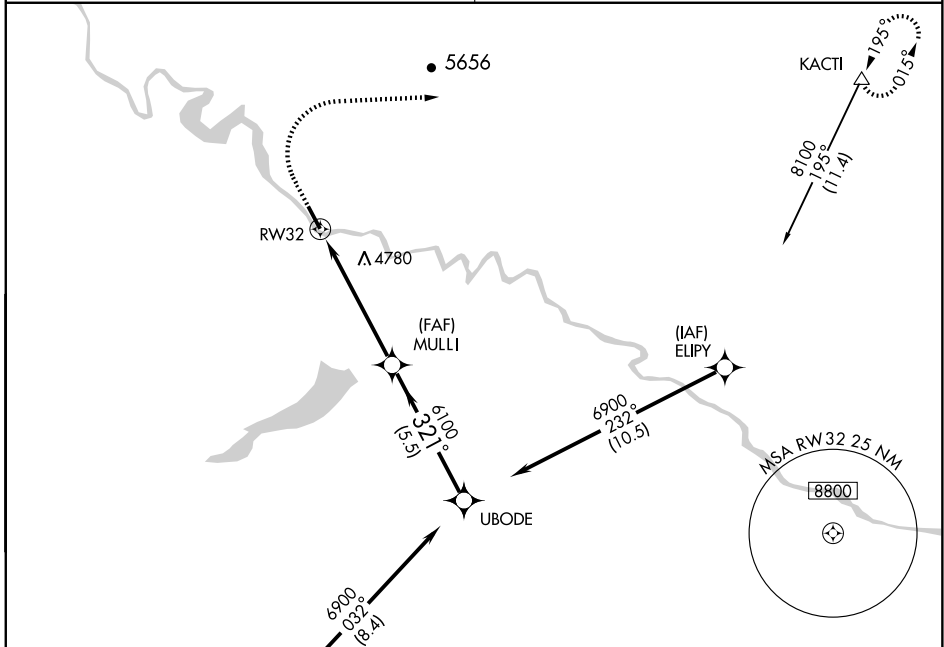 5656
KACTI
195°
015°
8100
195°
(11.4)
RW32
4780
(FAF)
MULLI
(IAF)
ELIPY
6100
321°
(5.5)
6900
232°
(10.5)
MSA RW32 25 NM
8800
UBODE
6900
032°
(8.4)